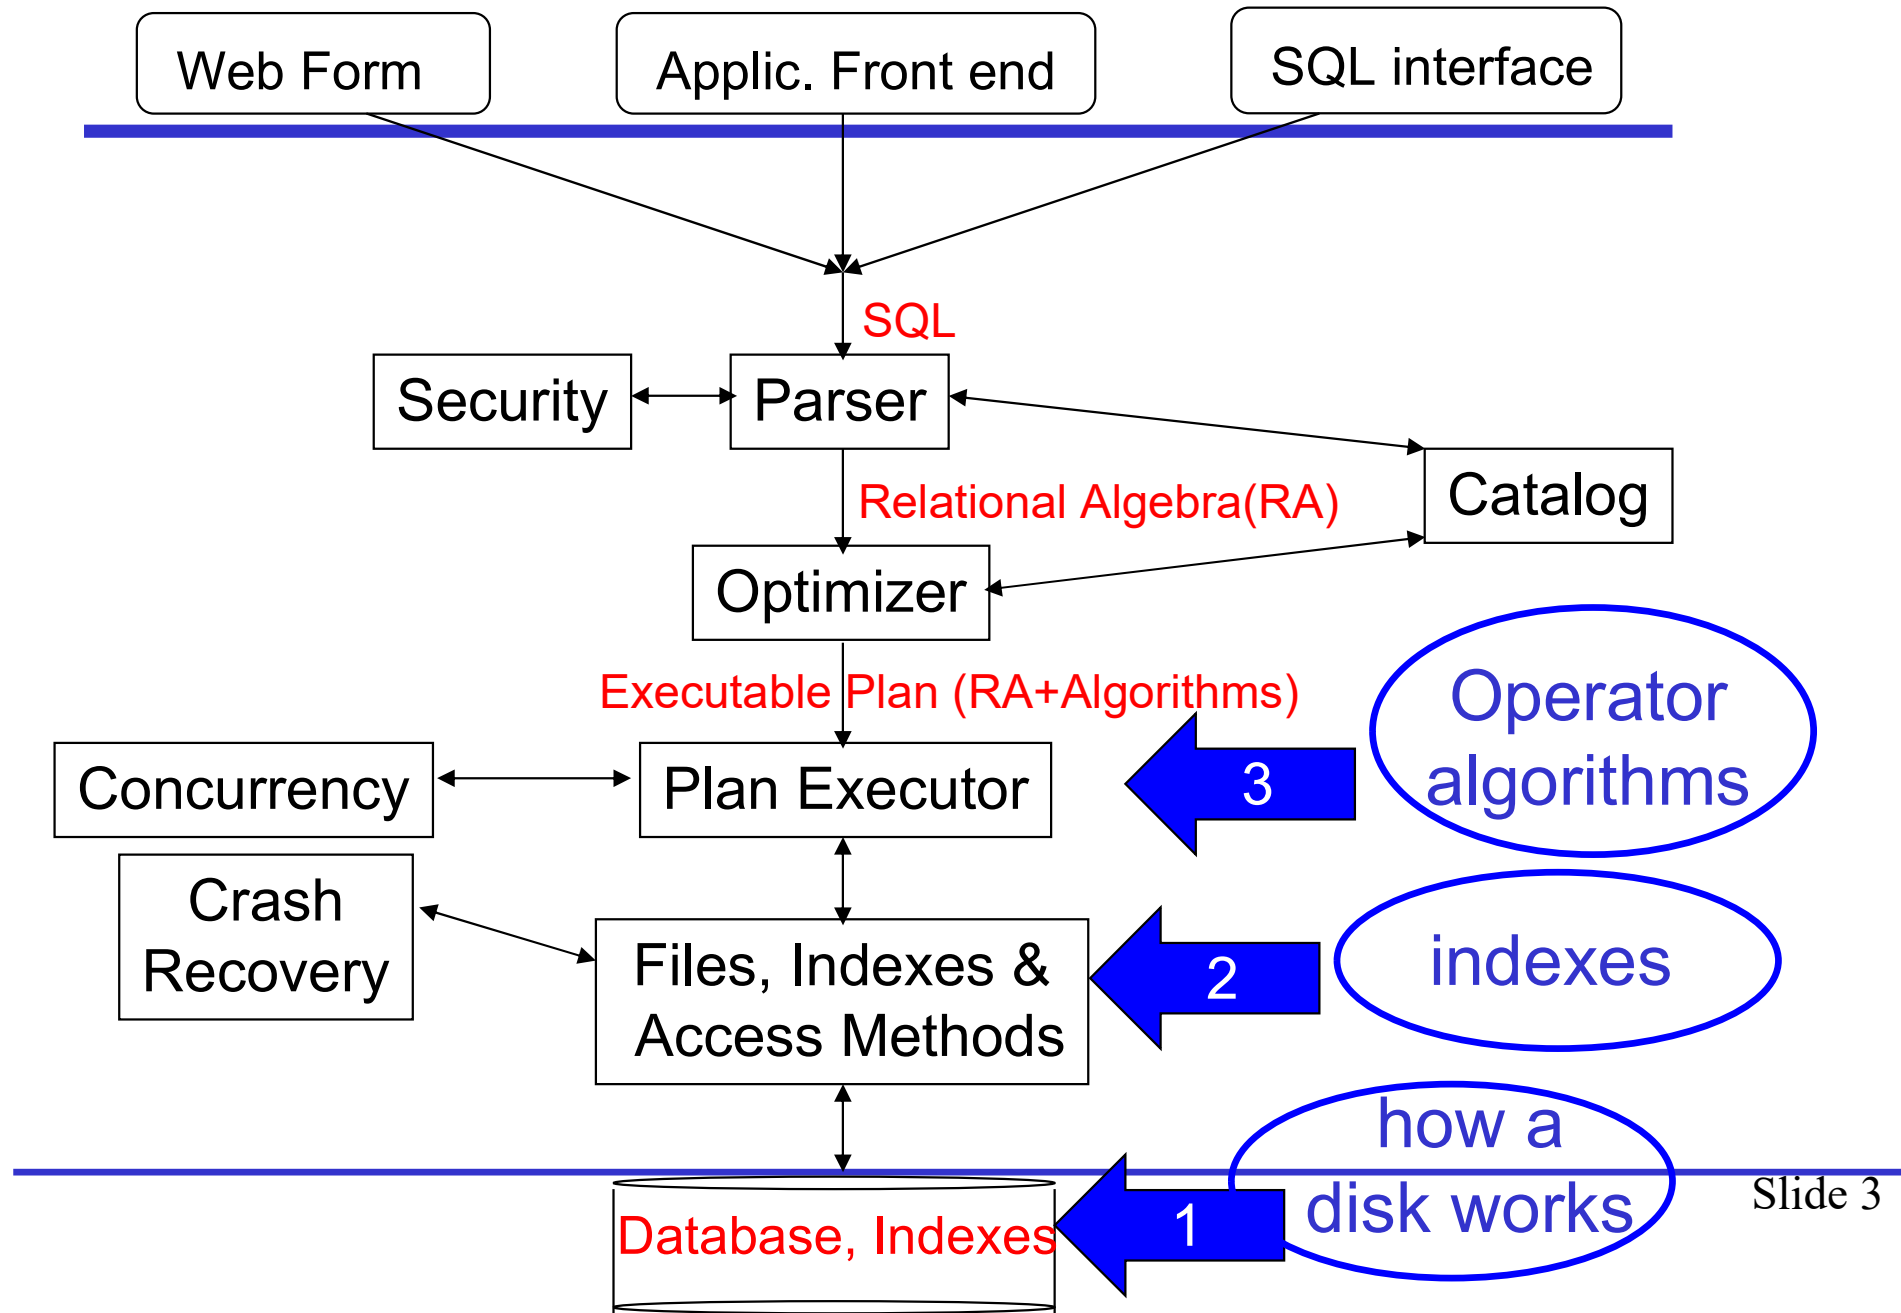 Web Form
Applic. Front end
SQL interface
SQL
Security
Parser
Catalog
Relational Algebra(RA)
Optimizer
Executable Plan (RA+Algorithms)
Operator
algorithms
Concurrency
Plan Executor
3
Crash
Recovery
Files, Indexes &
Access Methods
2
indexes
how a
disk works
Database, Indexes
1
Slide 3